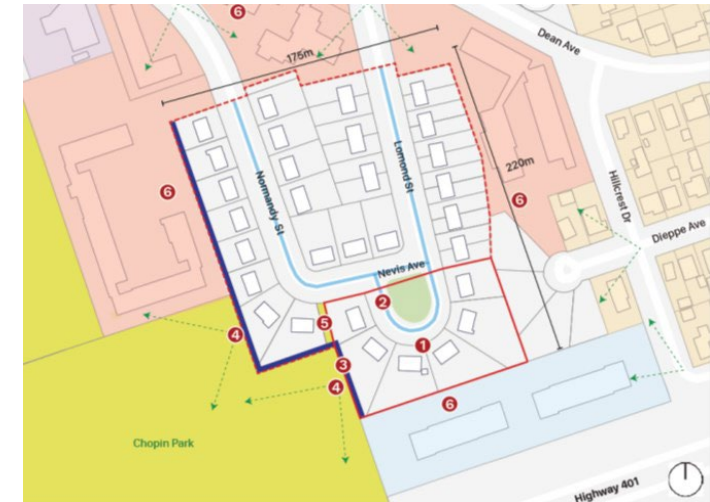 6
175m
Dean Ave
220m
Lomond St
Normandy St
6
6
Hillcrest Dr
Dieppe Ave
Nevis Ave
2
5
1
4
3
4
6
Chopin Park
Highway 401